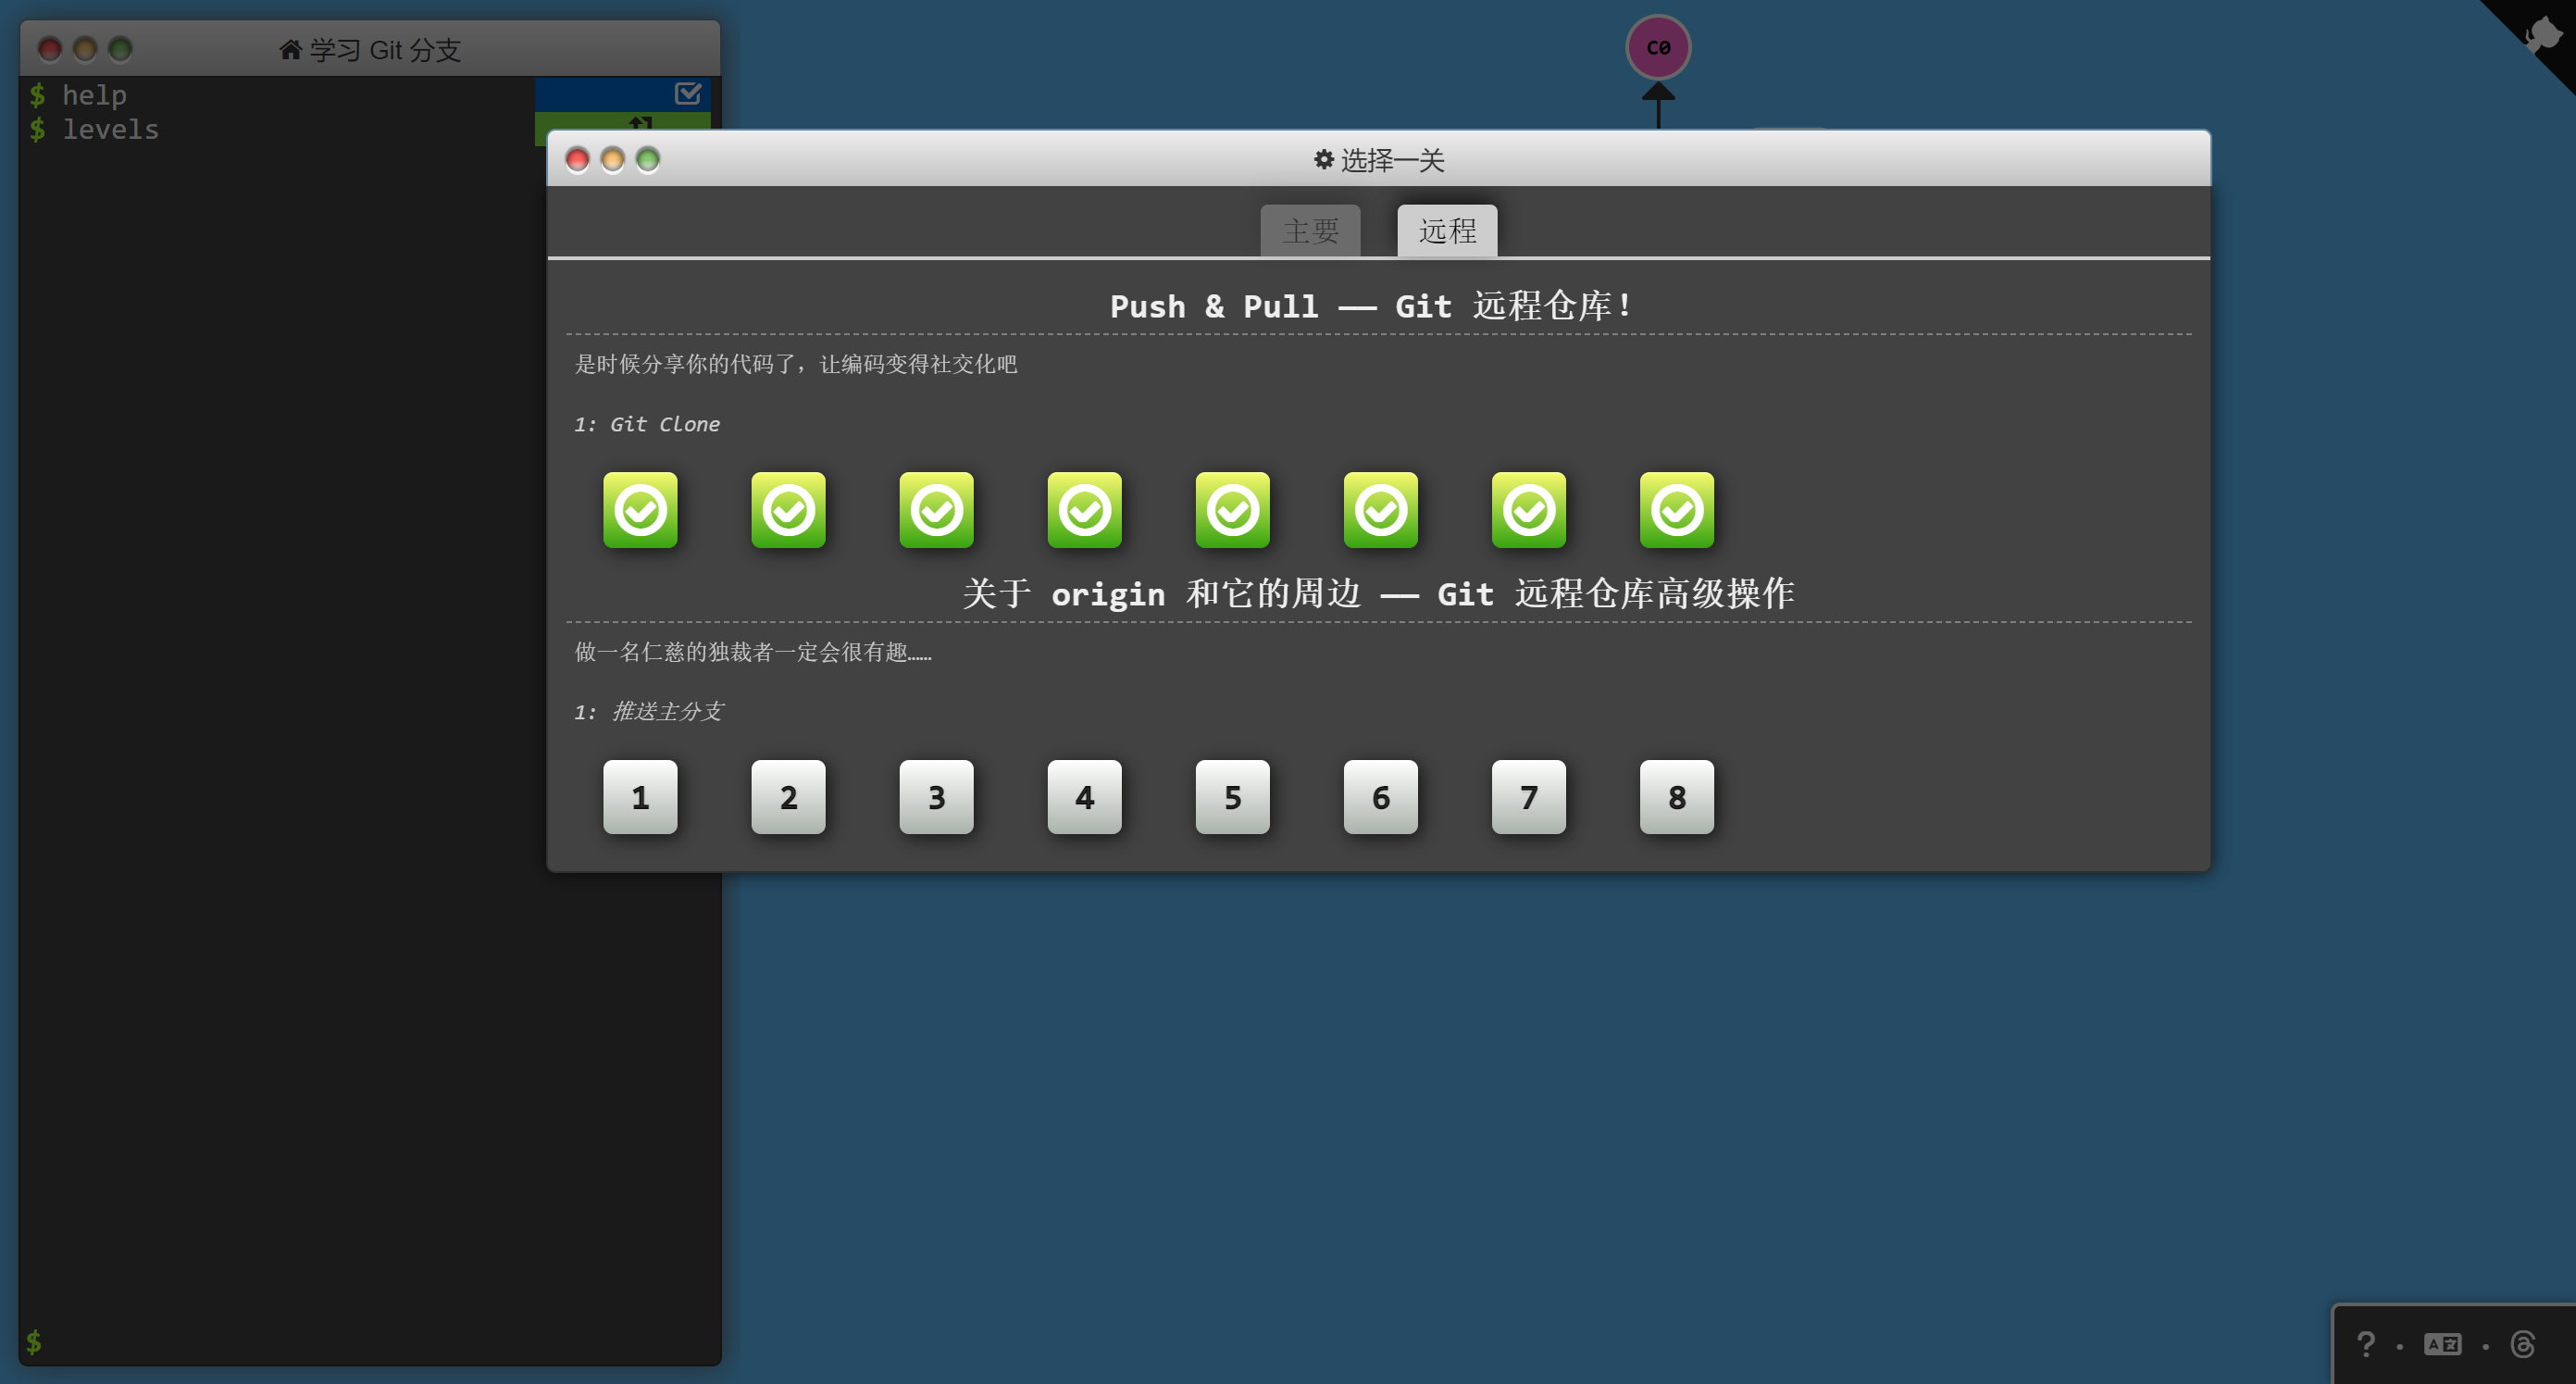 学习 Git 分支
$ help
$ levels
$
C0
选择一关
主要
远程
Push & Pull —— Git 远程仓库！
是时候分享你的代码了，让编码变得社交化吧
1: Git Clone
关于 origin 和它的周边 —— Git 远程仓库高级操作
做一名仁慈的独裁者一定会很有趣……
1: 推送主分支
1 2 3 4 5 6 7 8
? · A文 ·